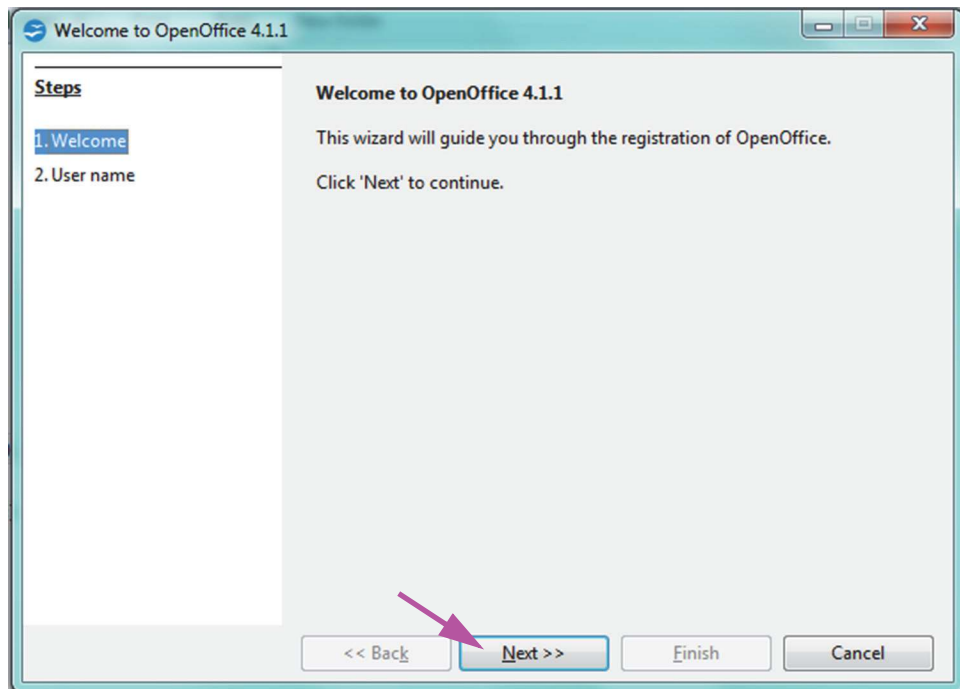 Welcome to OpenOffice 4.1.1
Steps
1. Welcome
2. User name
Welcome to OpenOffice 4.1.1
This wizard will guide you through the registration of OpenOffice.
Click 'Next' to continue.
<< Back
Next >>
Finish
Cancel